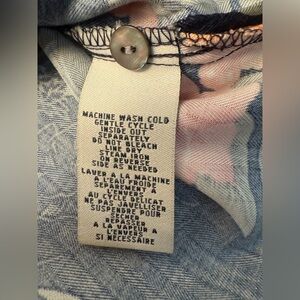 MACHINE WASH COLD
GENTLE CYCLE
INSIDE OUT
SEPARATELY
DO NOT BLEACH
LINE DRY
STEAM IRON
ON REVERSE
SIDE AS NEEDED
LAVER A LA MACHINE
A L'EAU FROIDE
SEPAREMENT A
L'ENVERS
AU CYCLE DELICAT.
NE PAS JAVELLISER
SUSPENDRE POUR
SECHER
REPASSER
A LA VAPEUR A
L'ENVERS
SI NECESSAIRE